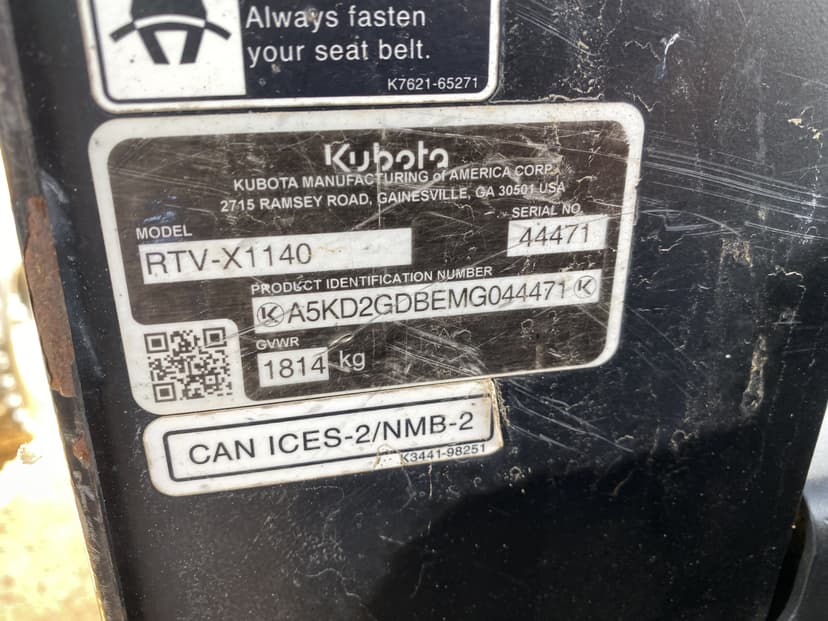 Always fasten
your seat belt.
K7621-65271
Kubota
KUBOTA MANUFACTURING of AMERICA CORP.
2715 RAMSEY ROAD, GAINESVILLE, GA 30501 USA
MODEL
RTV-X1140
SERIAL NO.
44471
PRODUCT IDENTIFICATION NUMBER
A5KD2GDBEMG044471
GVWR
1814 kg
CAN ICES-2/NMB-2
K3441-98251